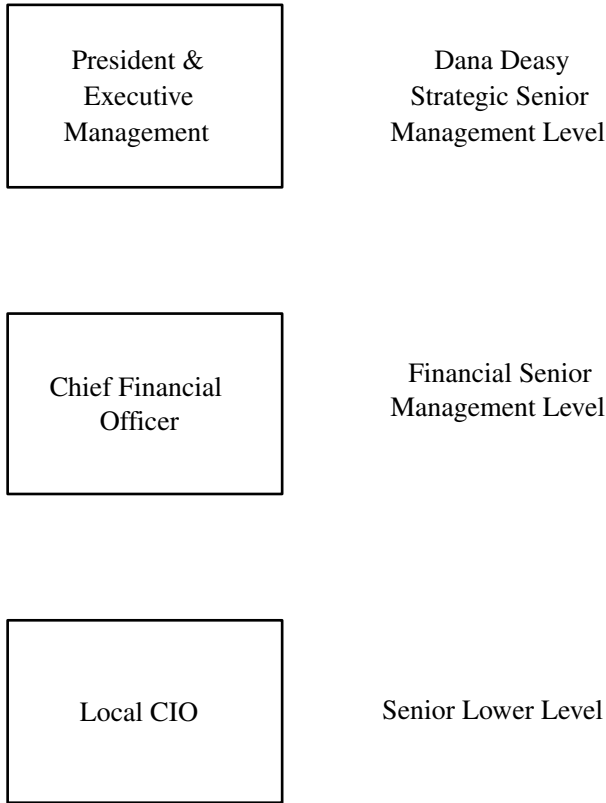 President &
Executive
Management
Dana Deasy
Strategic Senior
Management Level
Chief Financial
Officer
Financial Senior
Management Level
Local CIO
Senior Lower Level